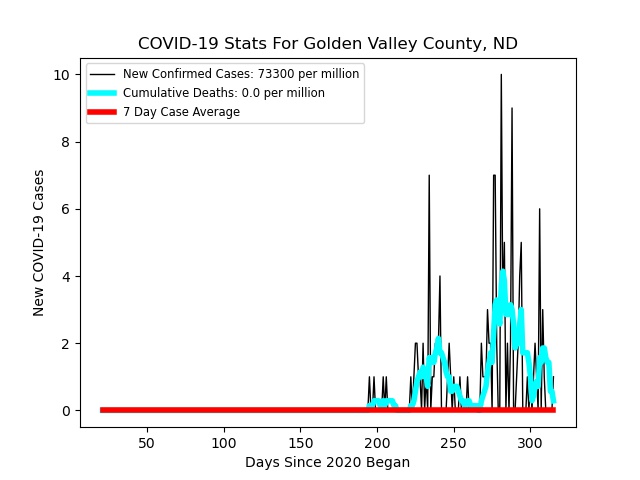 COVID-19 Stats For Golden Valley County, ND
New Confirmed Cases: 73300 per million
Cumulative Deaths: 0.0 per million
7 Day Case Average
10
8
6
4
2
0
New COVID-19 Cases
50 100 150 200 250 300
Days Since 2020 Began